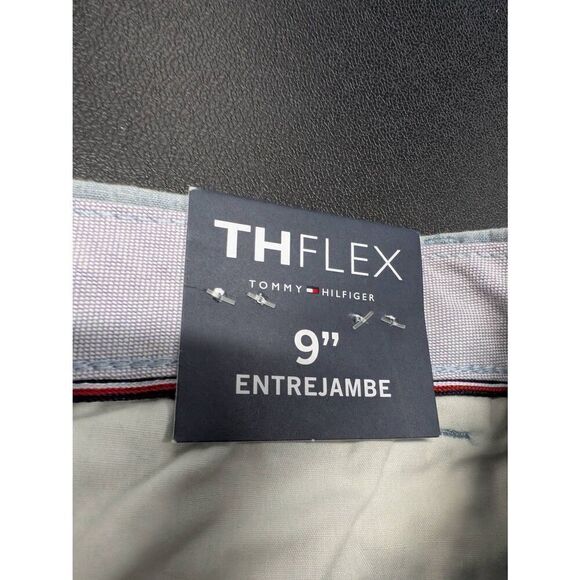 THFLEX
TOMMY HILFIGER
9”
ENTREJAMBE